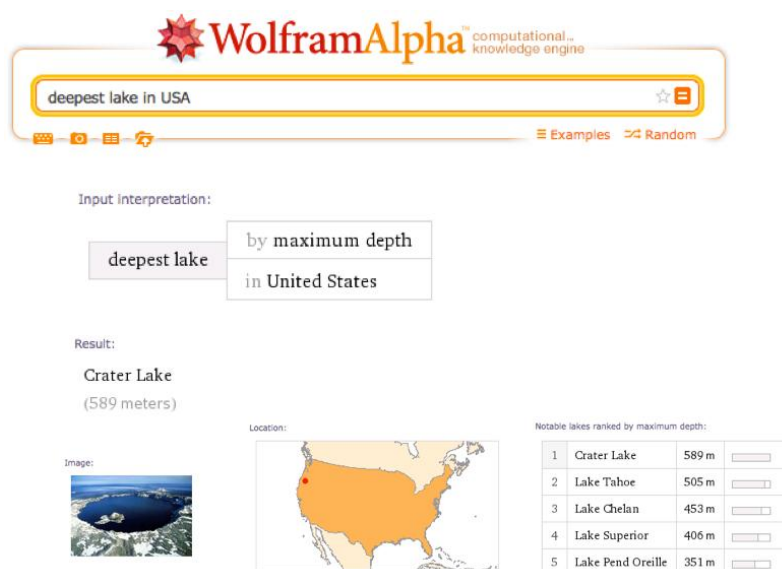 WolframAlpha™ computational... knowledge engine
deepest lake in USA
Examples Random
Input interpretation:
deepest lake
by maximum depth
in United States
Result:
Crater Lake
(589 meters)
Image:
Location:
Notable lakes ranked by maximum depth:
1 Crater Lake 589 m
2 Lake Tahoe 505 m
3 Lake Chelan 453 m
4 Lake Superior 406 m
5 Lake Pend Oreille 351 m